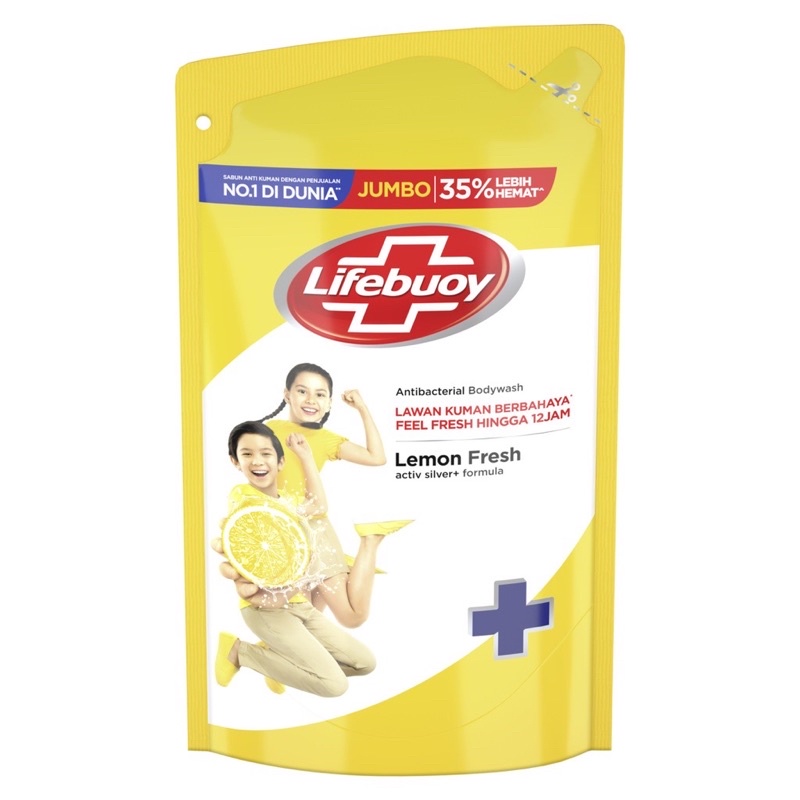 SABUN ANTI KUMAN DENGAN PENJUALAN
NO.1 DI DUNIA**
JUMBO
35% LEBIH
HEMAT^^
Lifebuoy
Antibacterial Bodywash
LAWAN KUMAN BERBAHAYA*
FEEL FRESH HINGGA 12JAM
Lemon Fresh
activ silver+ formula